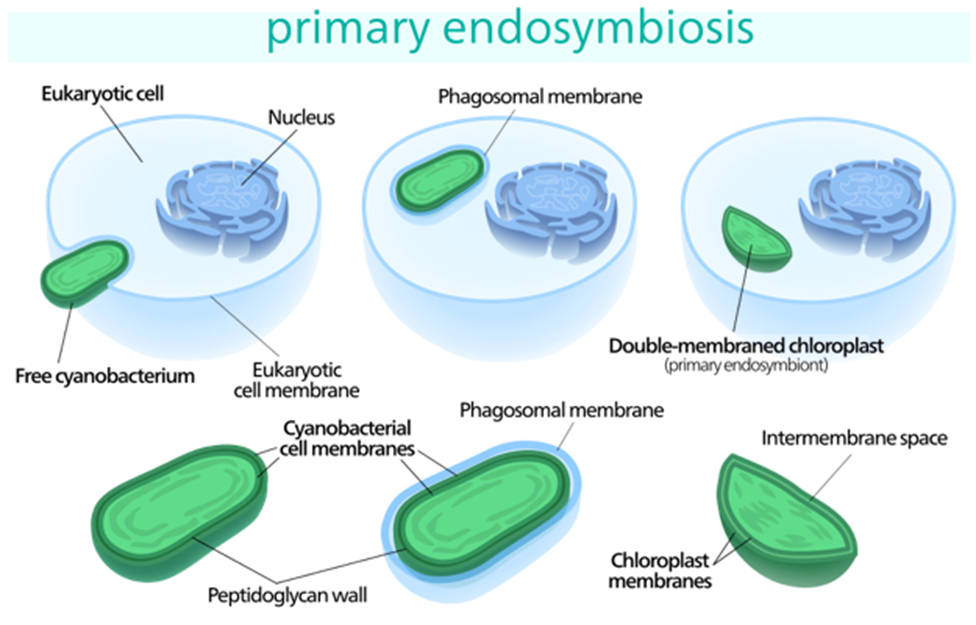 primary endosymbiosis
Eukaryotic cell
Nucleus
Phagosomal membrane
Free cyanobacterium
Eukaryotic
cell membrane
Double-membraned chloroplast
(primary endosymbiont)
Cyanobacterial
cell membranes
Phagosomal membrane
Intermembrane space
Peptidoglycan wall
Chloroplast
membranes